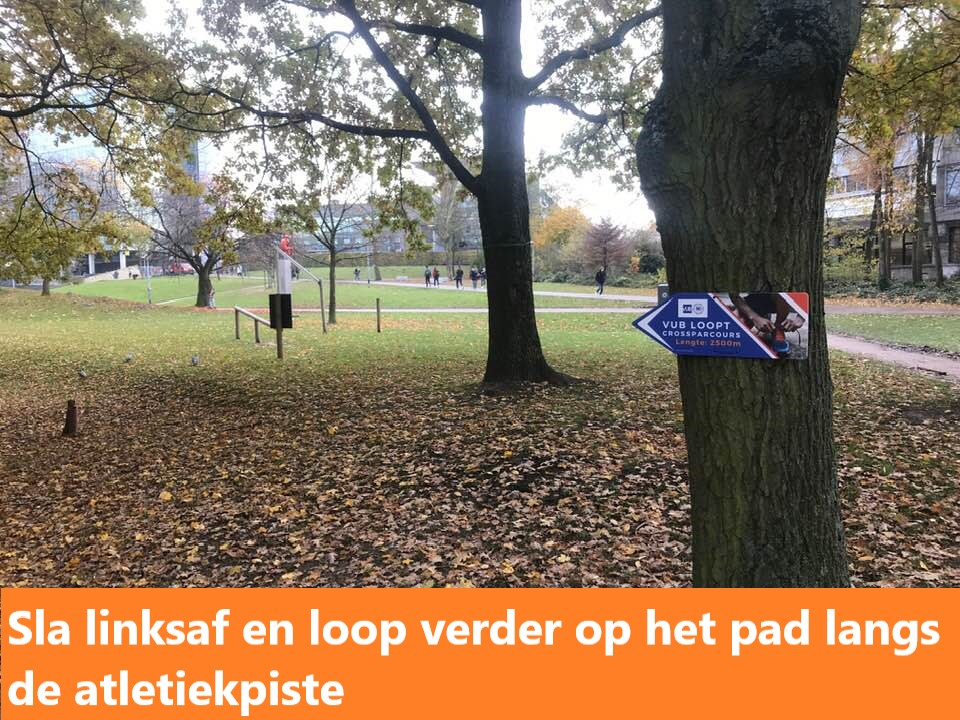 VUB LOOPT
CROSSPARCOURS
Lengte: 2500m
Sla linksaf en loop verder op het pad langs
de atletiekpiste